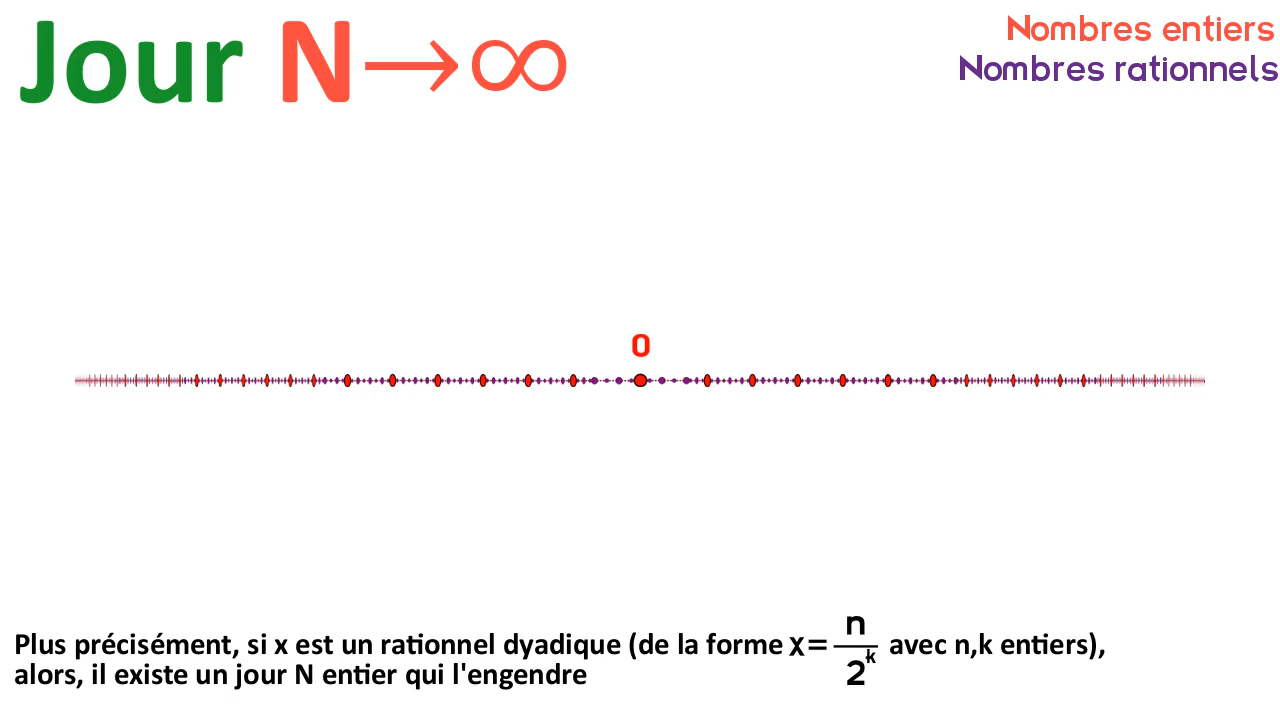 Jour N→∞
Nombres entiers
Nombres rationnels
0
Plus précisément, si x est un rationnel dyadique (de la forme x = n/2^k avec n,k entiers),
alors, il existe un jour N entier qui l'engendre